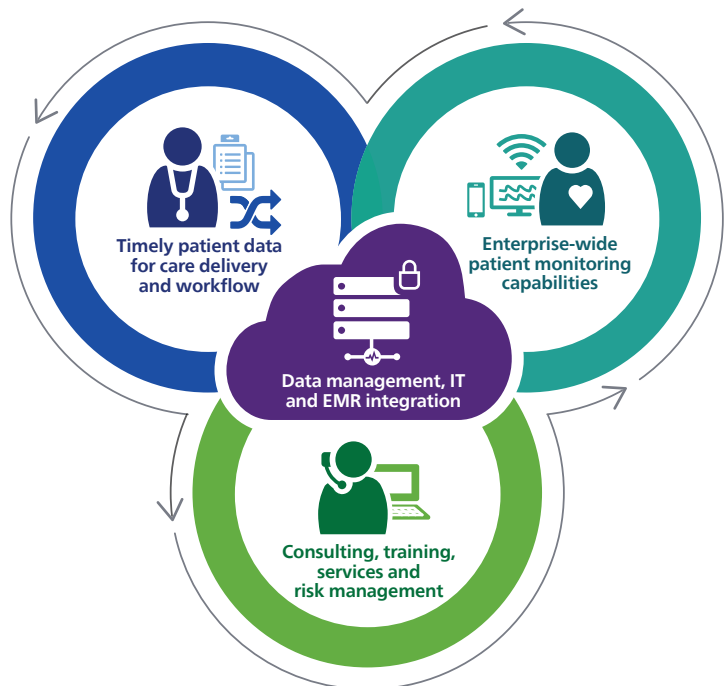 Timely patient data
for care delivery
and workflow
Enterprise-wide
patient monitoring
capabilities
Data management, IT
and EMR integration
Consulting, training,
services and
risk management